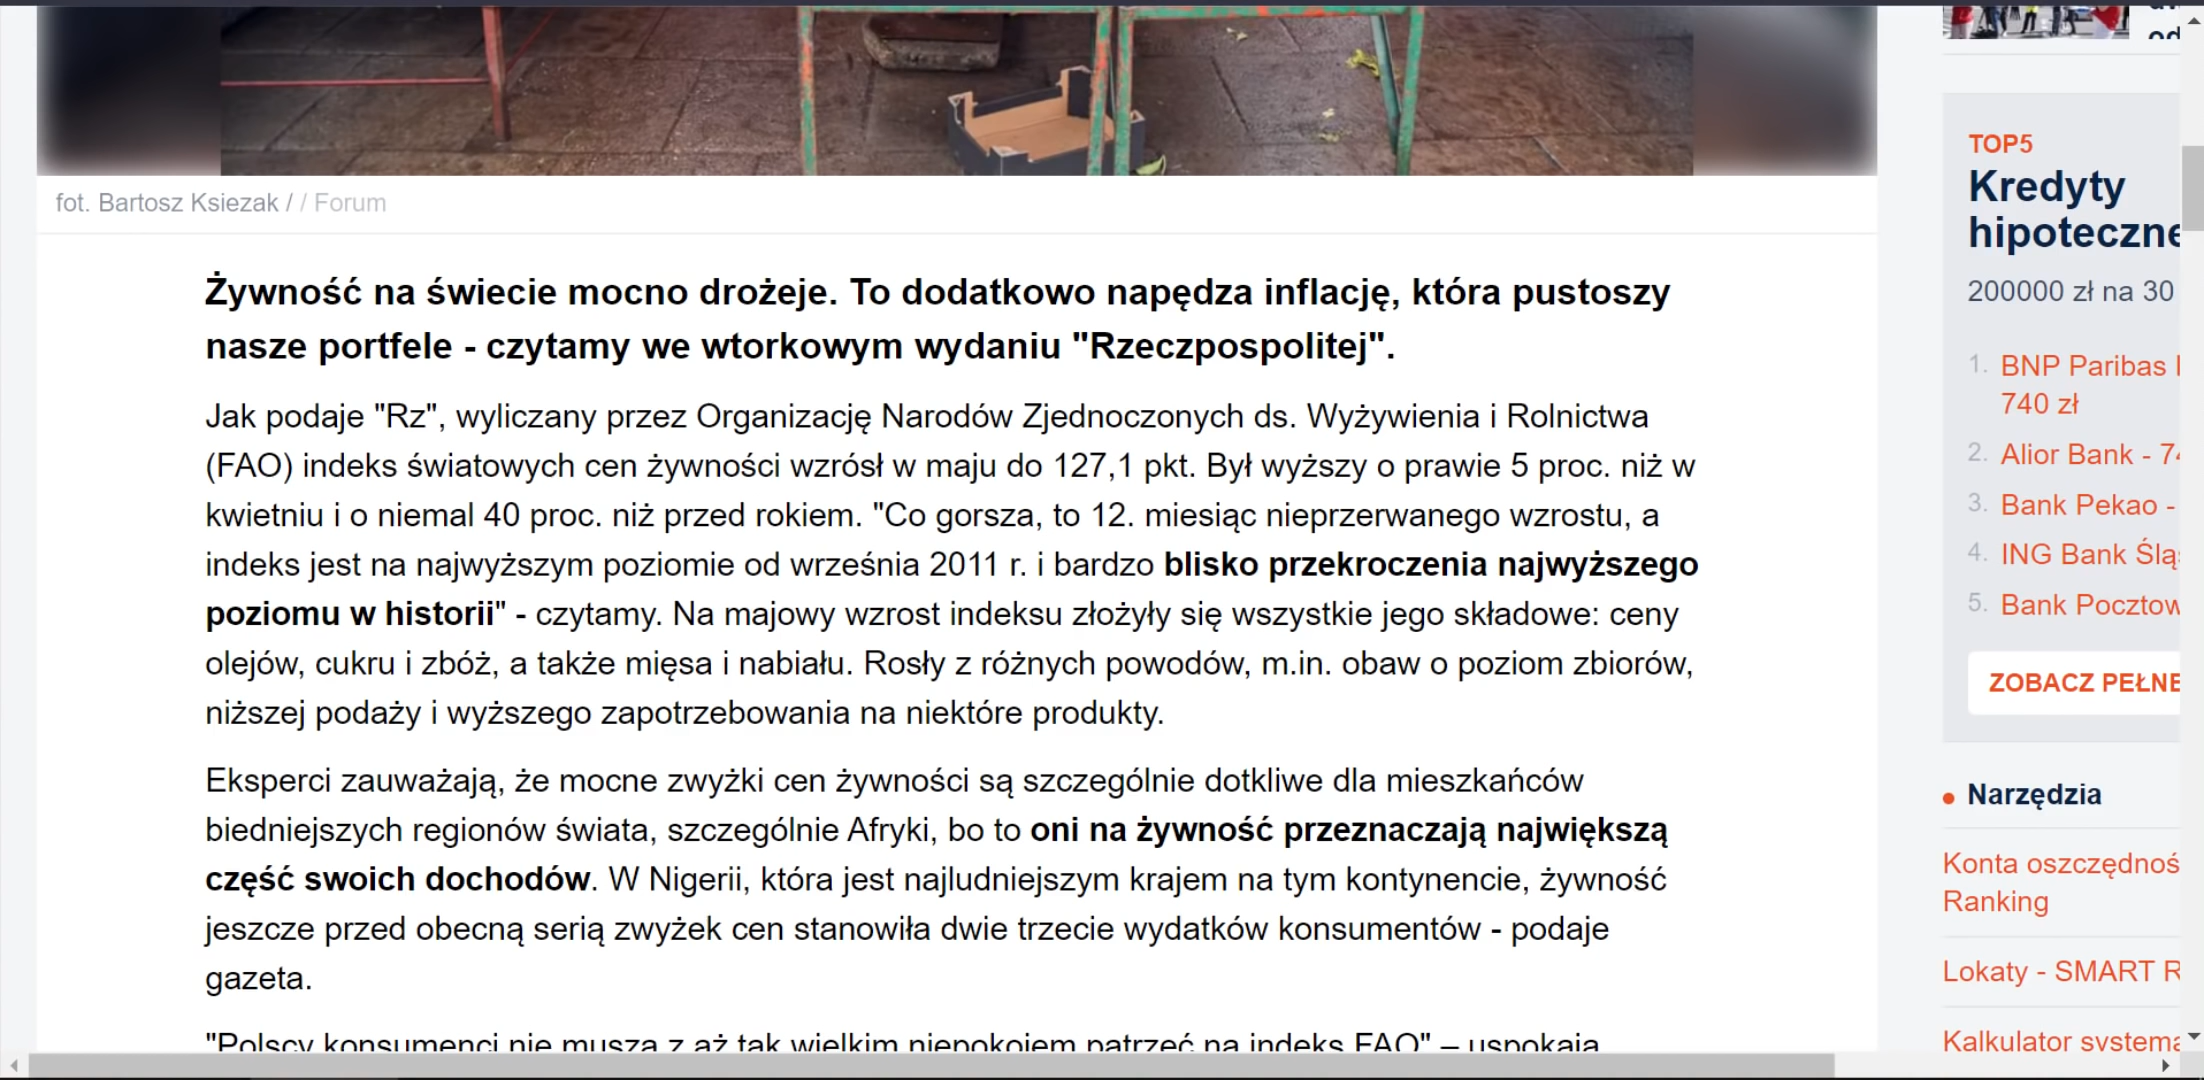 fot. Bartosz Ksiezak / / Forum
Żywność na świecie mocno drożeje. To dodatkowo napędza inflację, która pustoszy
nasze portfele - czytamy we wtorkowym wydaniu "Rzeczpospolitej".
Jak podaje "Rz", wyliczany przez Organizację Narodów Zjednoczonych ds. Wyżywienia i Rolnictwa
(FAO) indeks światowych cen żywności wzrósł w maju do 127,1 pkt. Był wyższy o prawie 5 proc. niż w
kwietniu i o niemal 40 proc. niż przed rokiem. "Co gorsza, to 12. miesiąc nieprzerwanego wzrostu, a
indeks jest na najwyższym poziomie od września 2011 r. i bardzo blisko przekroczenia najwyższego
poziomu w historii" - czytamy. Na majowy wzrost indeksu złożyły się wszystkie jego składowe: ceny
olejów, cukru i zbóż, a także mięsa i nabiału. Rosły z różnych powodów, m.in. obaw o poziom zbiorów,
niższej podaży i wyższego zapotrzebowania na niektóre produkty.
Eksperci zauważają, że mocne zwyżki cen żywności są szczególnie dotkliwe dla mieszkańców
biedniejszych regionów świata, szczególnie Afryki, bo to oni na żywność przeznaczają największą
część swoich dochodów. W Nigerii, która jest najludniejszym krajem na tym kontynencie, żywność
jeszcze przed obecną serią zwyżek cen stanowiła dwie trzecie wydatków konsumentów - podaje
gazeta.
"Polscy konsumenci nie muszą z aż tak wielkim niepokojem patrzeć na indeks FAO" – uspokaja
TOP5
Kredyty
hipoteczne
200000 zł na 30
1. BNP Paribas
740 zł
2. Alior Bank - 74
3. Bank Pekao -
4. ING BankŚlą
5. Bank Pocztow
ZOBACZ PEŁNE
Narzędzia
Konta oszczędnoś
Ranking
Lokaty - SMART R
Kalkulator systema